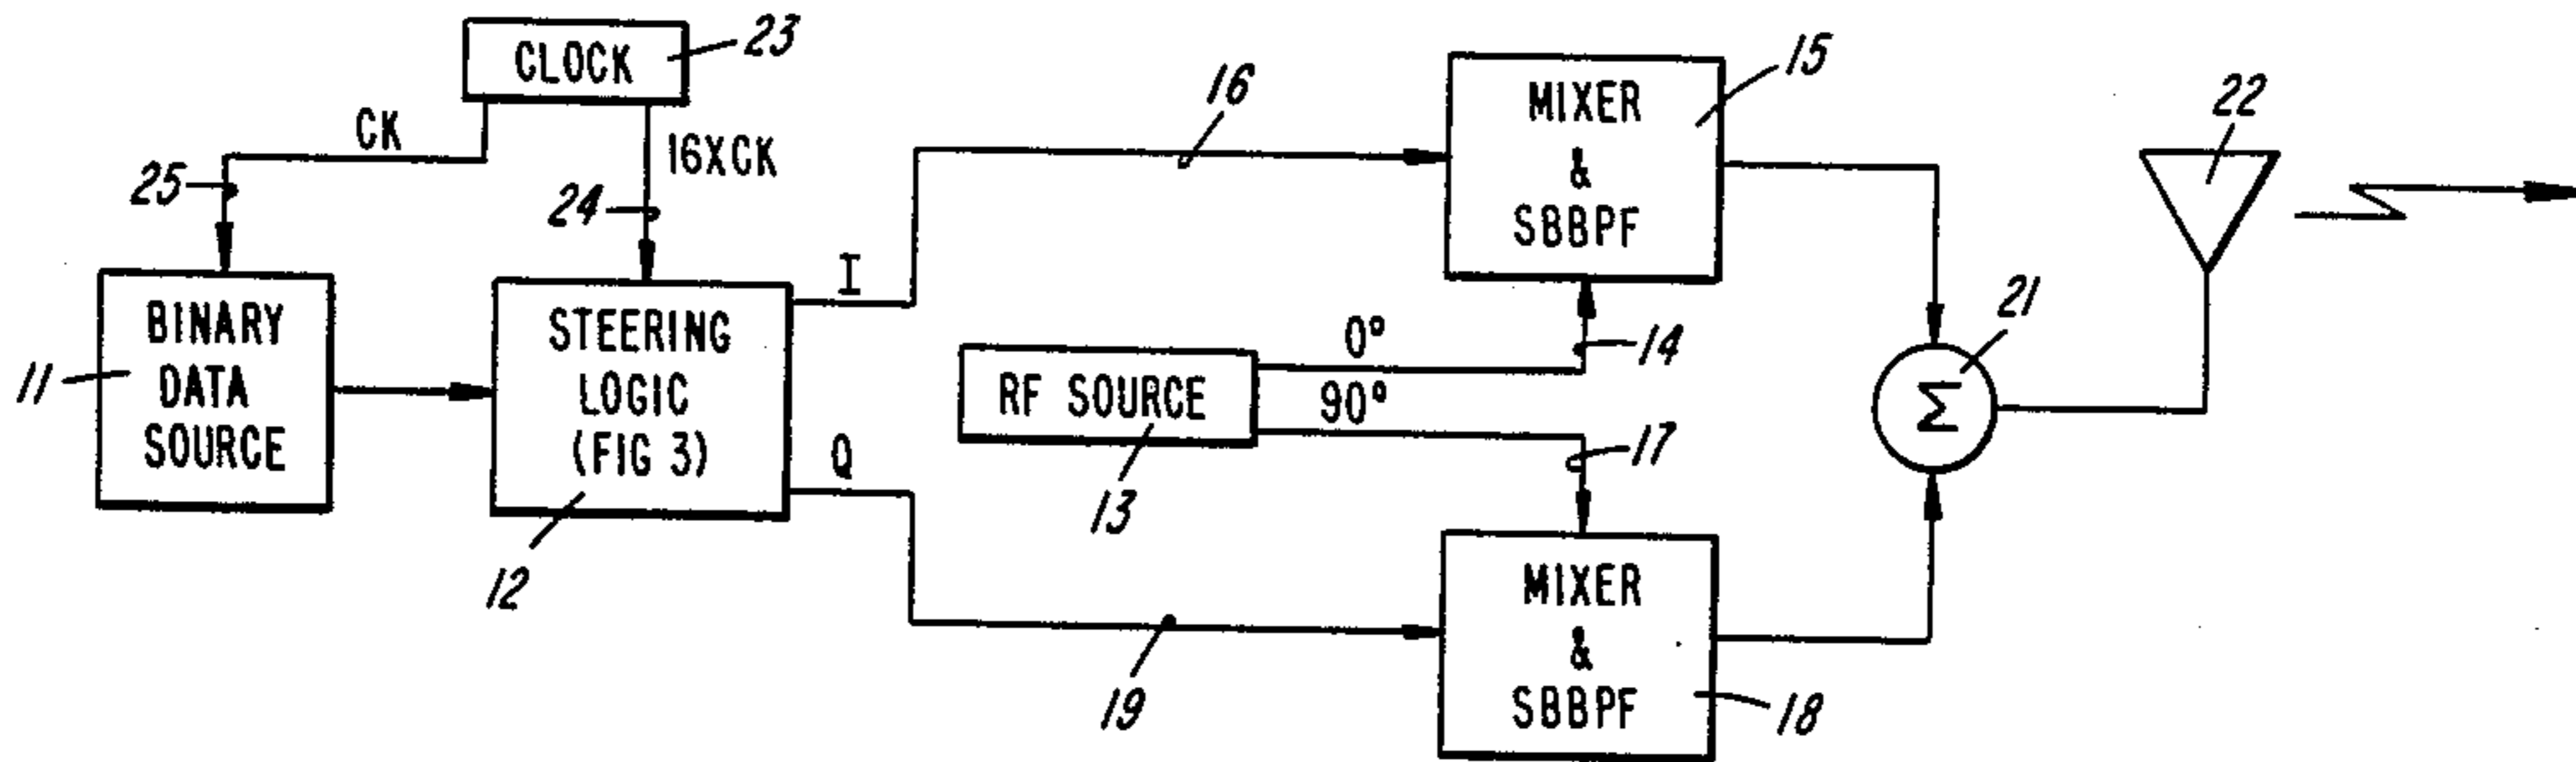 CLOCK
23
CK
16XCK
25
24
BINARY
DATA
SOURCE
11
STEERING
LOGIC
(FIG 3)
12
I
Q
16
19
RF SOURCE
13
0°
90°
14
17
MIXER
&
SBBPF
15
MIXER
&
SBBPF
18
Σ
21
22